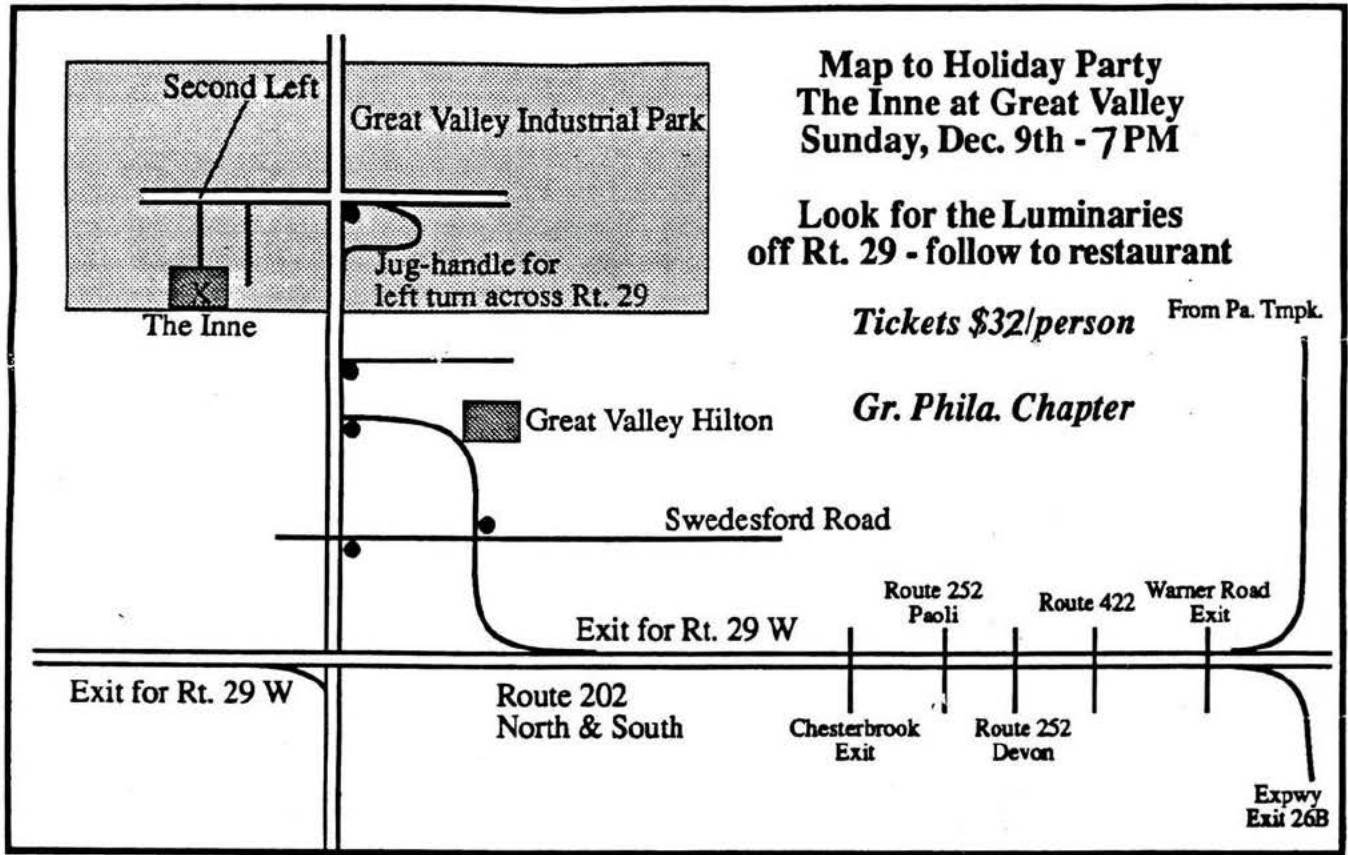 Map to Holiday Party
The Inne at Great Valley
Sunday, Dec. 9th - 7 PM
Look for the Luminaries
off Rt. 29 - follow to restaurant
Tickets $32/person
Gr. Phila. Chapter
Second Left
Great Valley Industrial Park
Jug-handle for
left turn across Rt. 29
X
The Inne
From Pa. Trnpk.
Great Valley Hilton
Swedesford Road
Exit for Rt. 29 W
Route 252
Paoli
Route 422
Warner Road
Exit
Exit for Rt. 29 W
Route 202
North & South
Chesterbrook
Exit
Route 252
Devon
Expwy
Exit 26B